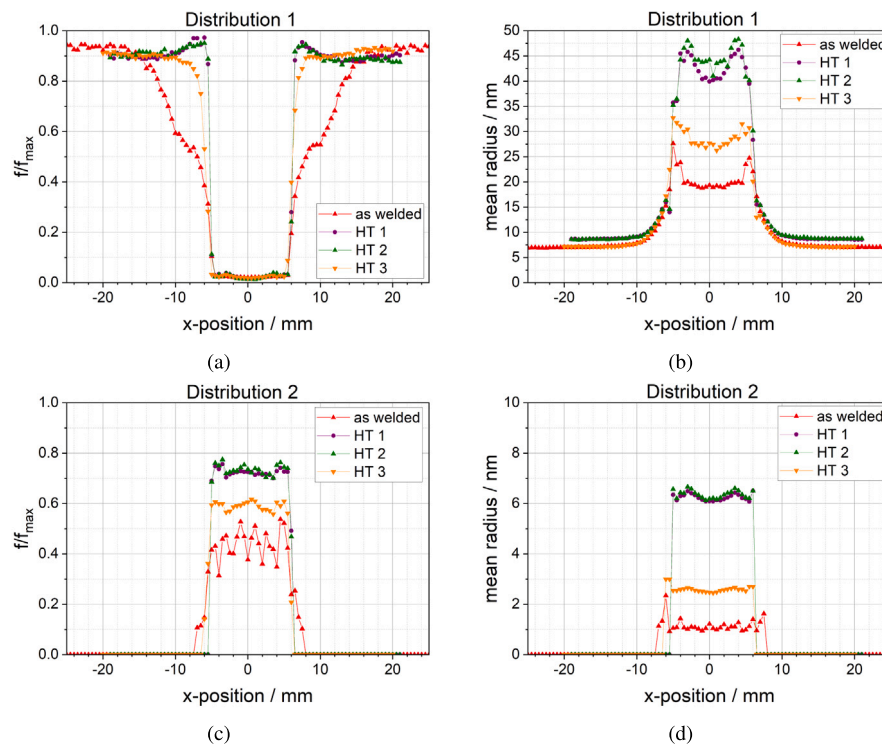 Distribution 1
f/fmax
1.0
0.8
0.6
0.4
0.2
0.0
as welded
HT 1
HT 2
HT 3
-20 -10 0 10 20
x-position / mm
(a)
Distribution 1
mean radius / nm
50
45
40
35
30
25
20
15
10
5
0
as welded
HT 1
HT 2
HT 3
-20 -10 0 10 20
x-position / mm
(b)
Distribution 2
f/fmax
1.0
0.8
0.6
0.4
0.2
0.0
as welded
HT 1
HT 2
HT 3
-20 -10 0 10 20
x-position / mm
(c)
Distribution 2
mean radius / nm
10
8
6
4
2
0
as welded
HT 1
HT 2
HT 3
-20 -10 0 10 20
x-position / mm
(d)